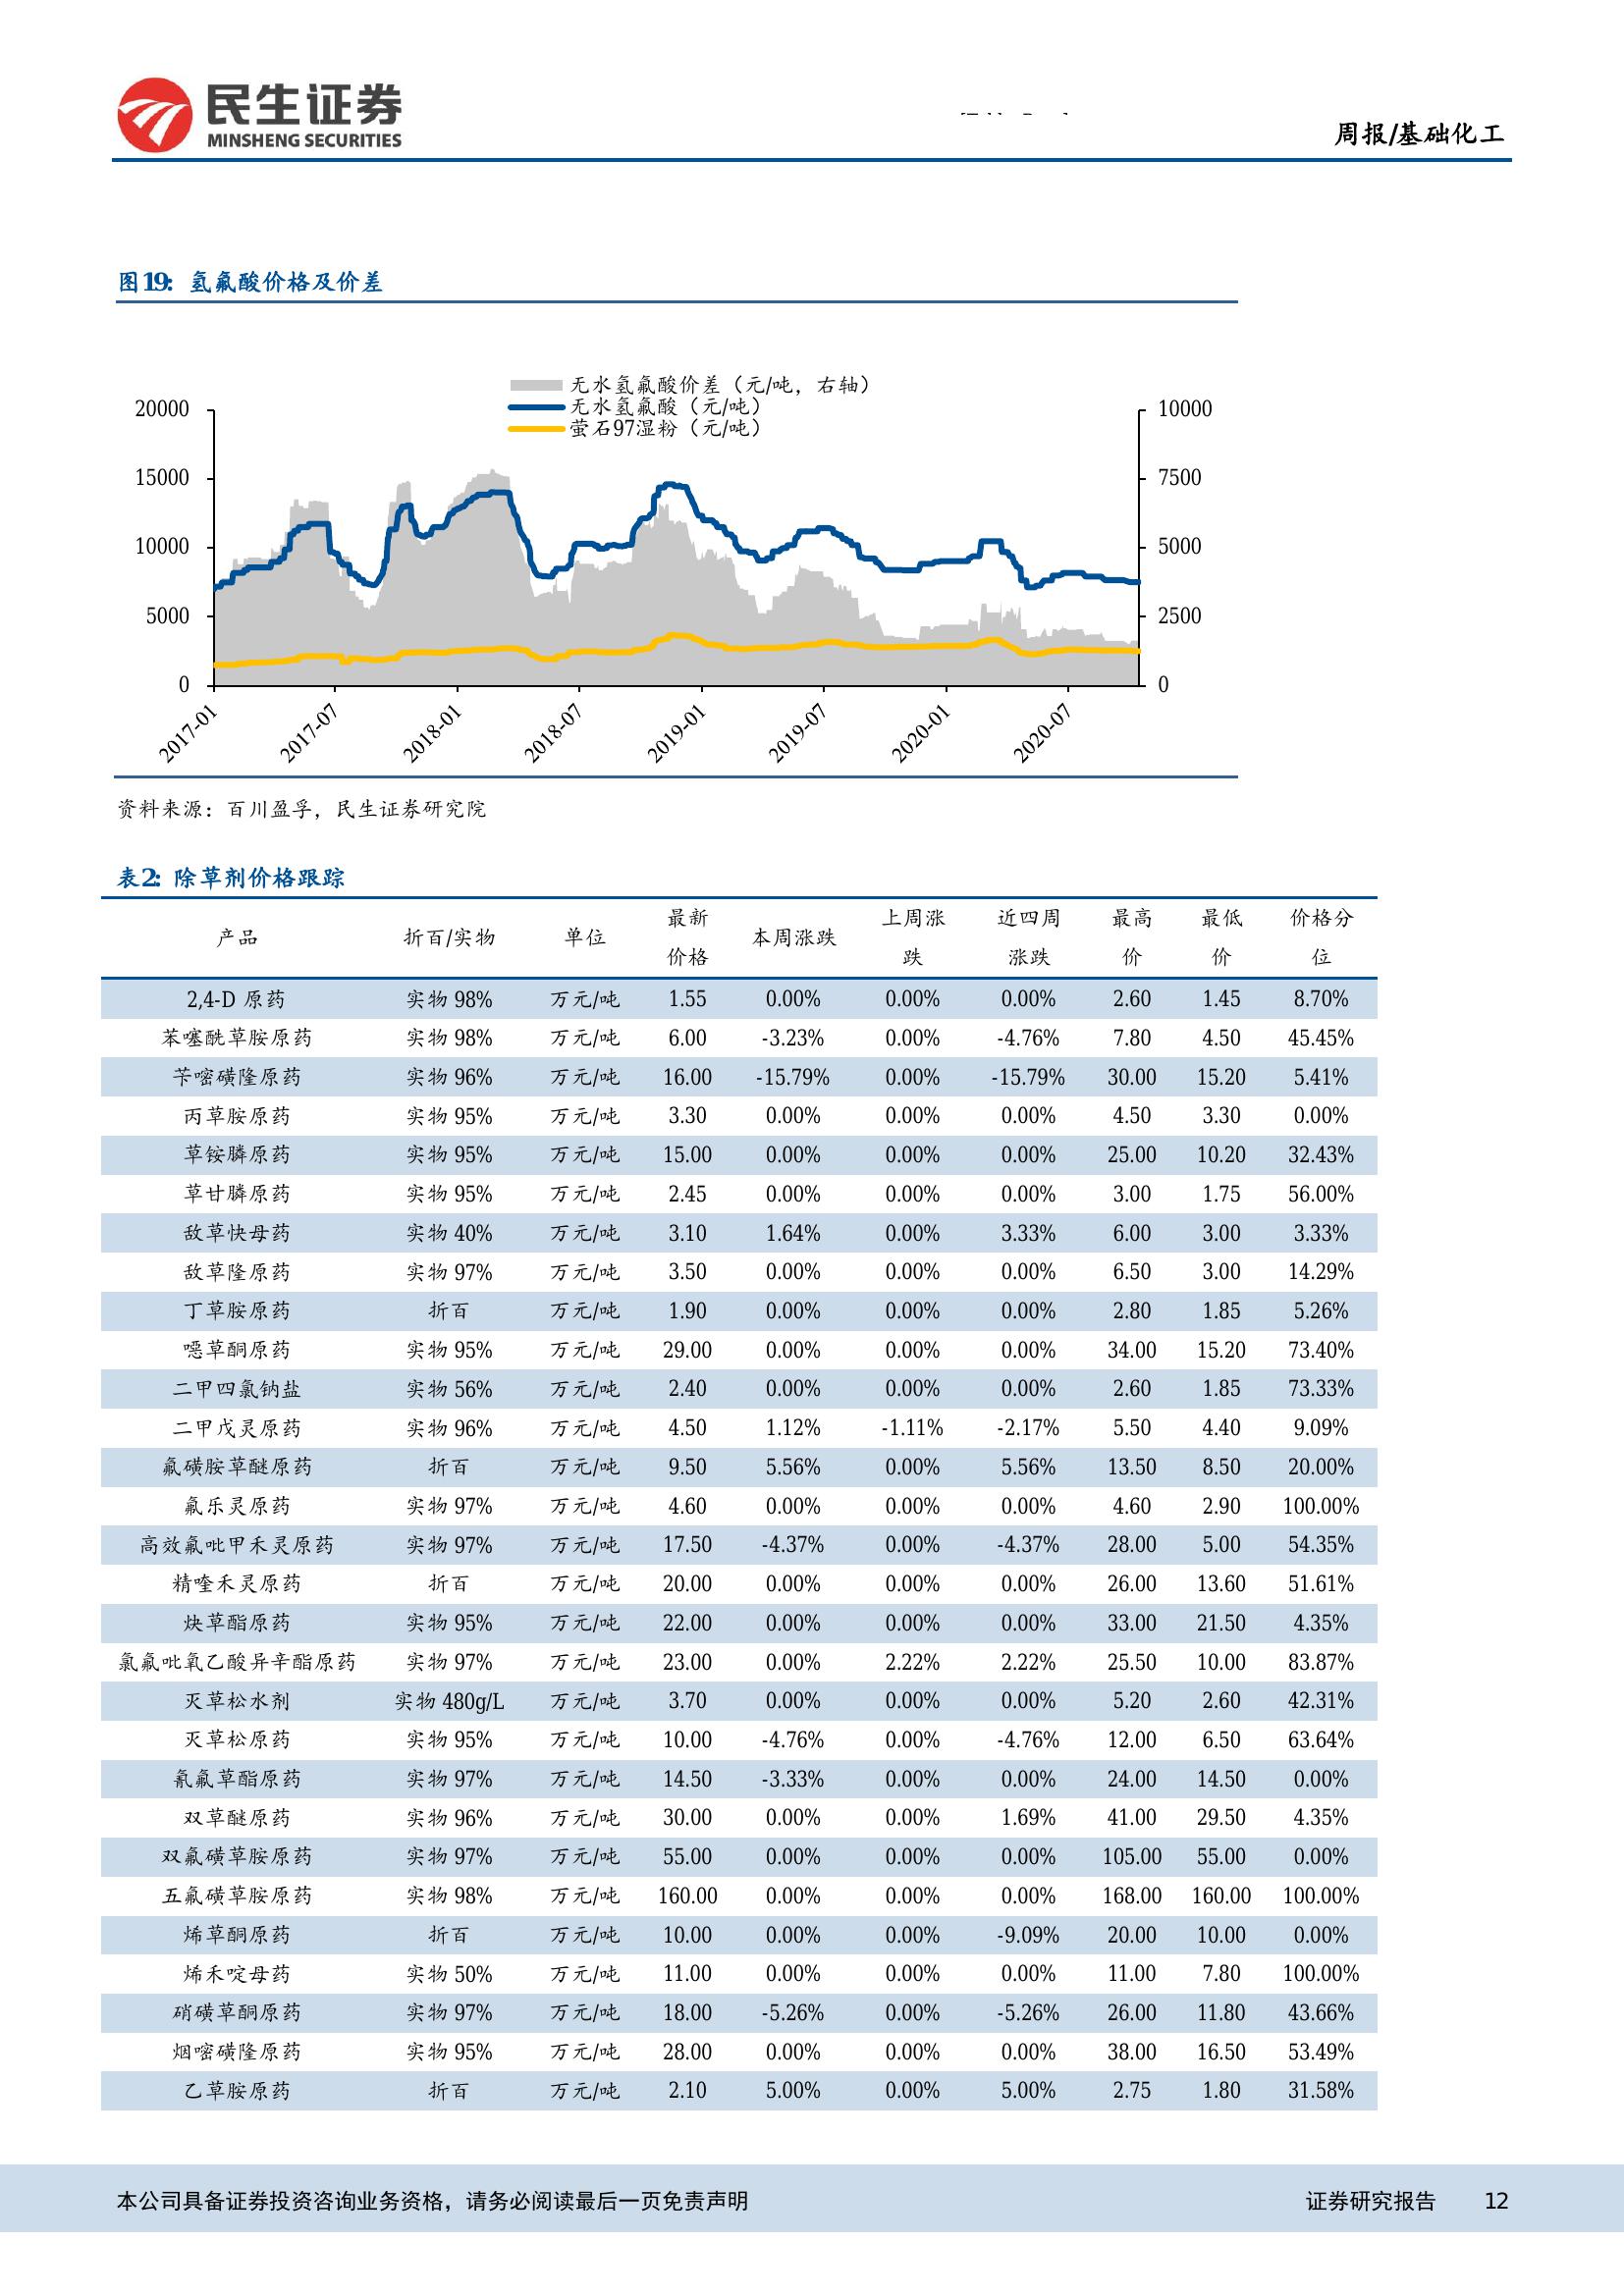 民生证券
MINSHENG SECURITIES
周报/基础化工
图19: 氢氟酸价格及价差
无水氢氟酸价差（元/吨，右轴）
无水氢氟酸（元/吨）
萤石97湿粉（元/吨）
20000 10000
15000 7500
10000 5000
5000 2500
0 0
2017-01 2017-07 2018-01 2018-07 2019-01 2019-07 2020-01 2020-07
资料来源：百川盈孚，民生证券研究院
表2: 除草剂价格跟踪
产品 折百/实物 单位 最新价格 本周涨跌 上周涨跌 近四周涨跌 最高价 最低价 价格分位
2,4-D 原药 实物 98% 万元/吨 1.55 0.00% 0.00% 0.00% 2.60 1.45 8.70%
苯噻酰草胺原药 实物 98% 万元/吨 6.00 -3.23% 0.00% -4.76% 7.80 4.50 45.45%
苄嘧磺隆原药 实物 96% 万元/吨 16.00 -15.79% 0.00% -15.79% 30.00 15.20 5.41%
丙草胺原药 实物 95% 万元/吨 3.30 0.00% 0.00% 0.00% 4.50 3.30 0.00%
草铵膦原药 实物 95% 万元/吨 15.00 0.00% 0.00% 0.00% 25.00 10.20 32.43%
草甘膦原药 实物 95% 万元/吨 2.45 0.00% 0.00% 0.00% 3.00 1.75 56.00%
敌草快母药 实物 40% 万元/吨 3.10 1.64% 0.00% 3.33% 6.00 3.00 3.33%
敌草隆原药 实物 97% 万元/吨 3.50 0.00% 0.00% 0.00% 6.50 3.00 14.29%
丁草胺原药 折百 万元/吨 1.90 0.00% 0.00% 0.00% 2.80 1.85 5.26%
噁草酮原药 实物 95% 万元/吨 29.00 0.00% 0.00% 0.00% 34.00 15.20 73.40%
二甲四氯钠盐 实物 56% 万元/吨 2.40 0.00% 0.00% 0.00% 2.60 1.85 73.33%
二甲戊灵原药 实物 96% 万元/吨 4.50 1.12% -1.11% -2.17% 5.50 4.40 9.09%
氟磺胺草醚原药 折百 万元/吨 9.50 5.56% 0.00% 5.56% 13.50 8.50 20.00%
氟乐灵原药 实物 97% 万元/吨 4.60 0.00% 0.00% 0.00% 4.60 2.90 100.00%
高效氟吡甲禾灵原药 实物 97% 万元/吨 17.50 -4.37% 0.00% -4.37% 28.00 5.00 54.35%
精喹禾灵原药 折百 万元/吨 20.00 0.00% 0.00% 0.00% 26.00 13.60 51.61%
炔草酯原药 实物 95% 万元/吨 22.00 0.00% 0.00% 0.00% 33.00 21.50 4.35%
氯氟吡氧乙酸异辛酯原药 实物 97% 万元/吨 23.00 0.00% 2.22% 2.22% 25.50 10.00 83.87%
灭草松水剂 实物 480g/L 万元/吨 3.70 0.00% 0.00% 0.00% 5.20 2.60 42.31%
灭草松原药 实物 95% 万元/吨 10.00 -4.76% 0.00% -4.76% 12.00 6.50 63.64%
氰氟草酯原药 实物 97% 万元/吨 14.50 -3.33% 0.00% 0.00% 24.00 14.50 0.00%
双草醚原药 实物 96% 万元/吨 30.00 0.00% 0.00% 1.69% 41.00 29.50 4.35%
双氟磺草胺原药 实物 97% 万元/吨 55.00 0.00% 0.00% 0.00% 105.00 55.00 0.00%
五氟磺草胺原药 实物 98% 万元/吨 160.00 0.00% 0.00% 0.00% 168.00 160.00 100.00%
烯草酮原药 折百 万元/吨 10.00 0.00% 0.00% -9.09% 20.00 10.00 0.00%
烯禾啶母药 实物 50% 万元/吨 11.00 0.00% 0.00% 0.00% 11.00 7.80 100.00%
硝磺草酮原药 实物 97% 万元/吨 18.00 -5.26% 0.00% -5.26% 26.00 11.80 43.66%
烟嘧磺隆原药 实物 95% 万元/吨 28.00 0.00% 0.00% 0.00% 38.00 16.50 53.49%
乙草胺原药 折百 万元/吨 2.10 5.00% 0.00% 5.00% 2.75 1.80 31.58%
本公司具备证券投资咨询业务资格，请务必阅读最后一页免责声明 证券研究报告 12